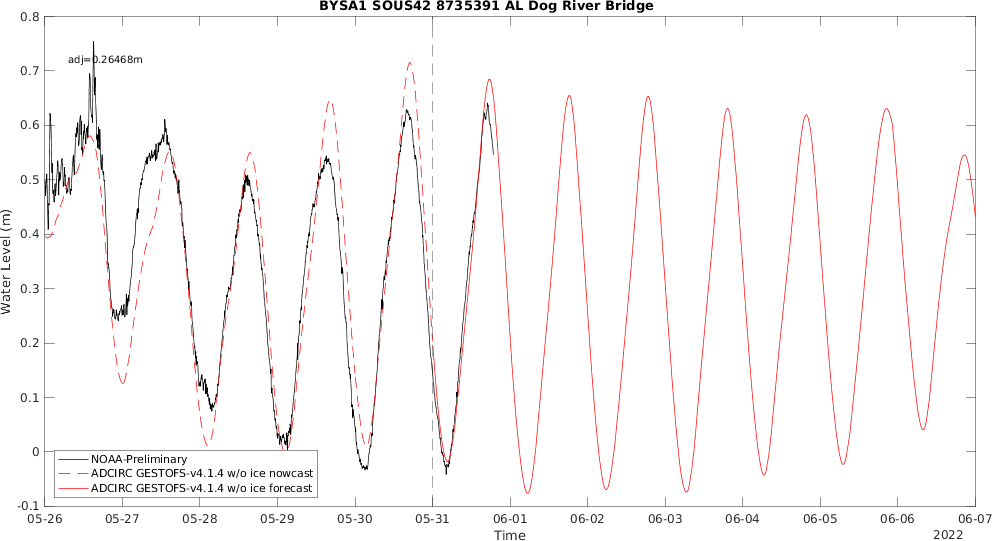 BYSA1 SOUS42 8735391 AL Dog River Bridge
0.8
adj=0.26468m
0.7
0.6
0.5
0.4
0.3
0.2
0.1
0
-0.1
Water Level (m)
NOAA-Preliminary
ADCIRC GESTOFS-v4.1.4 w/o ice nowcast
ADCIRC GESTOFS-v4.1.4 w/o ice forecast
05-26 05-27 05-28 05-29 05-30 05-31 06-01 06-02 06-03 06-04 06-05 06-06 06-07
Time
2022